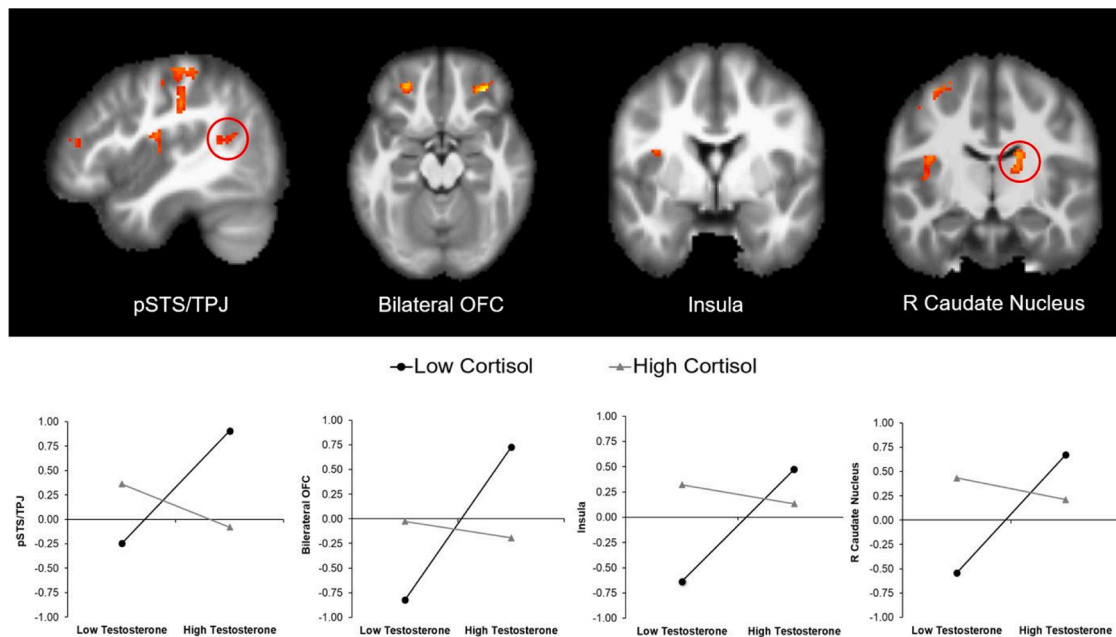 pSTS/TPJ
Bilateral OFC
Insula
R Caudate Nucleus
Low Cortisol
High Cortisol
1.00
0.75
0.50
0.25
0.00
-0.25
-0.50
-0.75
-1.00
pSTS/TPJ
Low Testosterone High Testosterone
1.00
0.75
0.50
0.25
0.00
-0.25
-0.50
-0.75
-1.00
Bilerateral OFC
Low Testosterone High Testosterone
1.00
0.75
0.50
0.25
0.00
-0.25
-0.50
-0.75
-1.00
Insula
Low Testosterone High Testosterone
1.00
0.75
0.50
0.25
0.00
-0.25
-0.50
-0.75
-1.00
R Caudate Nucleus
Low Testosterone High Testosterone